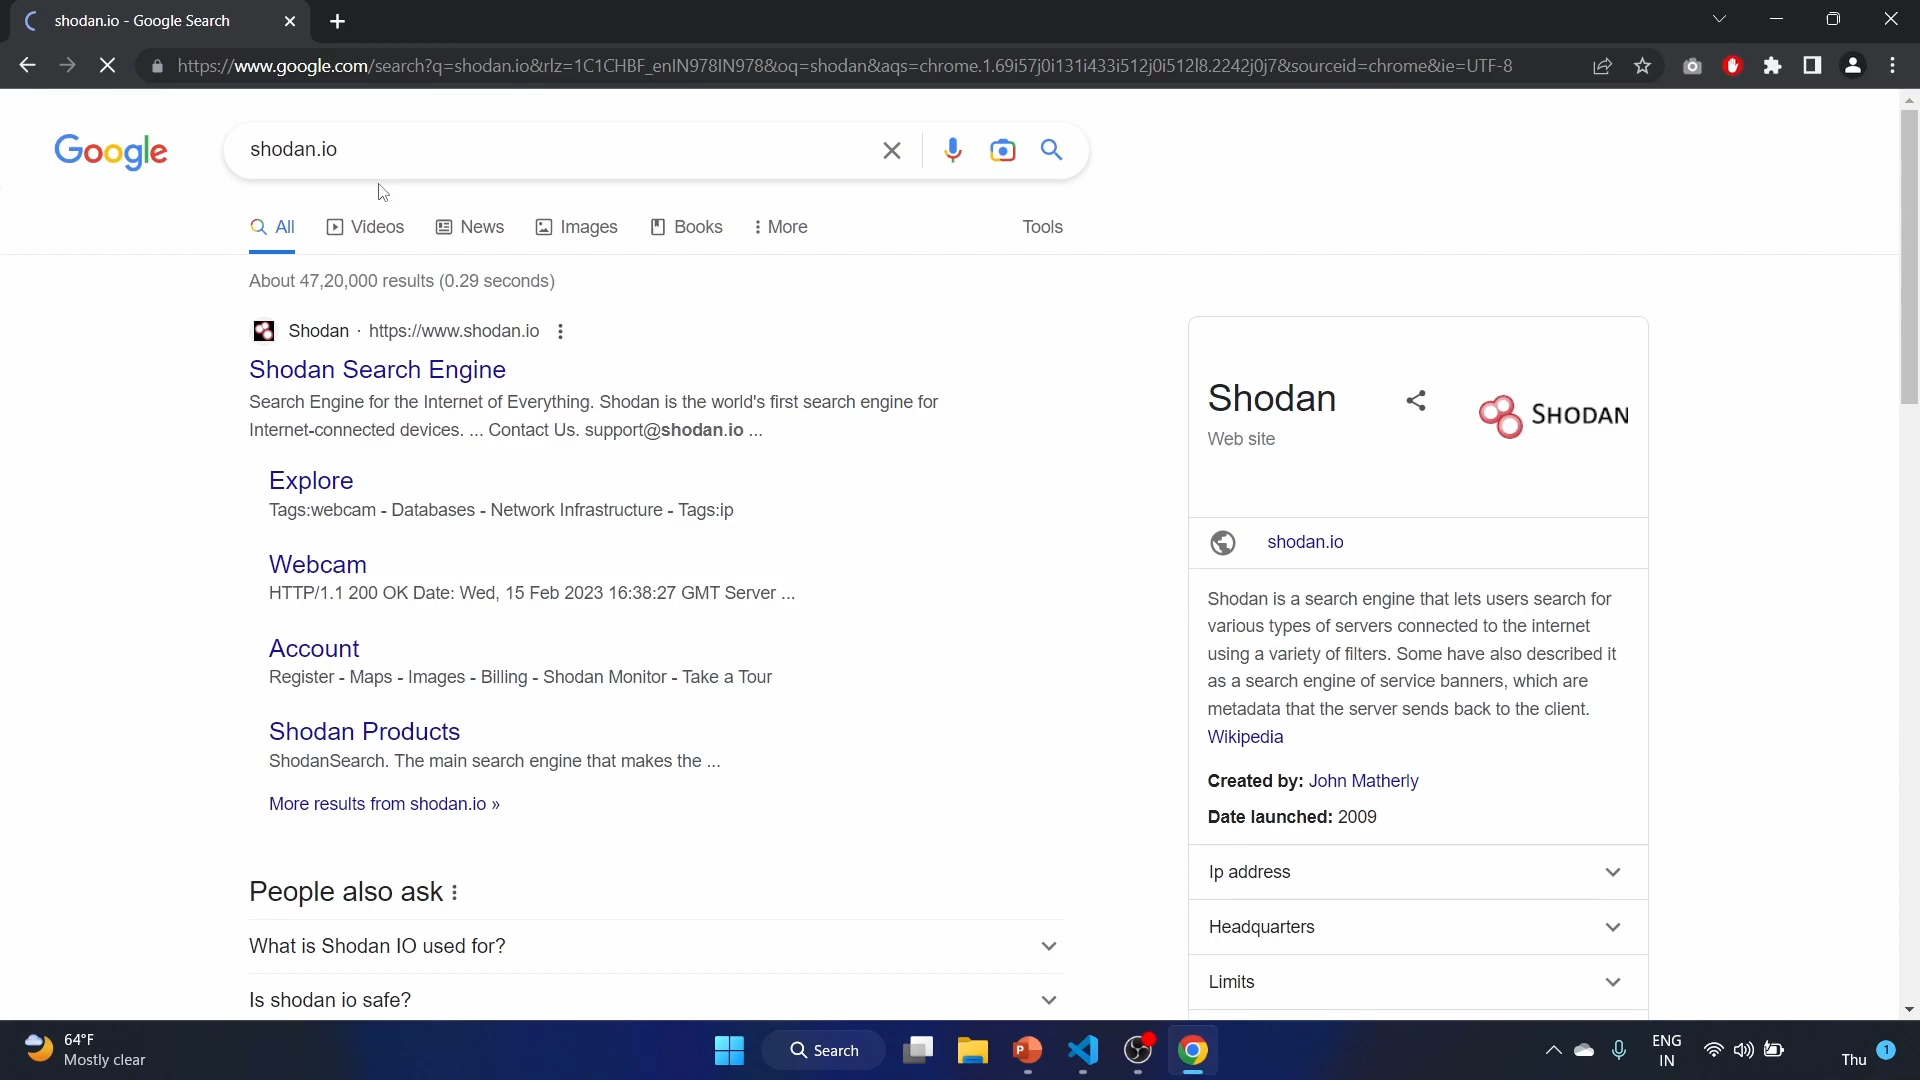 shodan.io - Google Search
https://www.google.com/search?q=shodan.io&rlz=1C1CHBF_enIN978IN978&oq=shodan&aqs=chrome.1.69i57j0i131i433i512j0i512l8.2242j0j7&sourceid=chrome&ie=UTF-8
Google
shodan.io
All
Videos
News
Images
Books
More
Tools
About 47,20,000 results (0.29 seconds)
Shodan · https://www.shodan.io
Shodan Search Engine
Search Engine for the Internet of Everything. Shodan is the world's first search engine for
Internet-connected devices. ... Contact Us. support@shodan.io ...
Explore
Tags:webcam - Databases - Network Infrastructure - Tags:ip
Webcam
HTTP/1.1 200 OK Date: Wed, 15 Feb 2023 16:38:27 GMT Server ...
Account
Register - Maps - Images - Billing - Shodan Monitor - Take a Tour
Shodan Products
ShodanSearch. The main search engine that makes the ...
More results from shodan.io »
People also ask
What is Shodan IO used for?
Is shodan io safe?
Shodan
Web site
SHODAN
shodan.io
Shodan is a search engine that lets users search for
various types of servers connected to the internet
using a variety of filters. Some have also described it
as a search engine of service banners, which are
metadata that the server sends back to the client.
Wikipedia
Created by: John Matherly
Date launched: 2009
Ip address
Headquarters
Limits
64°F
Mostly clear
Search
P
ENG
IN
Thu
1